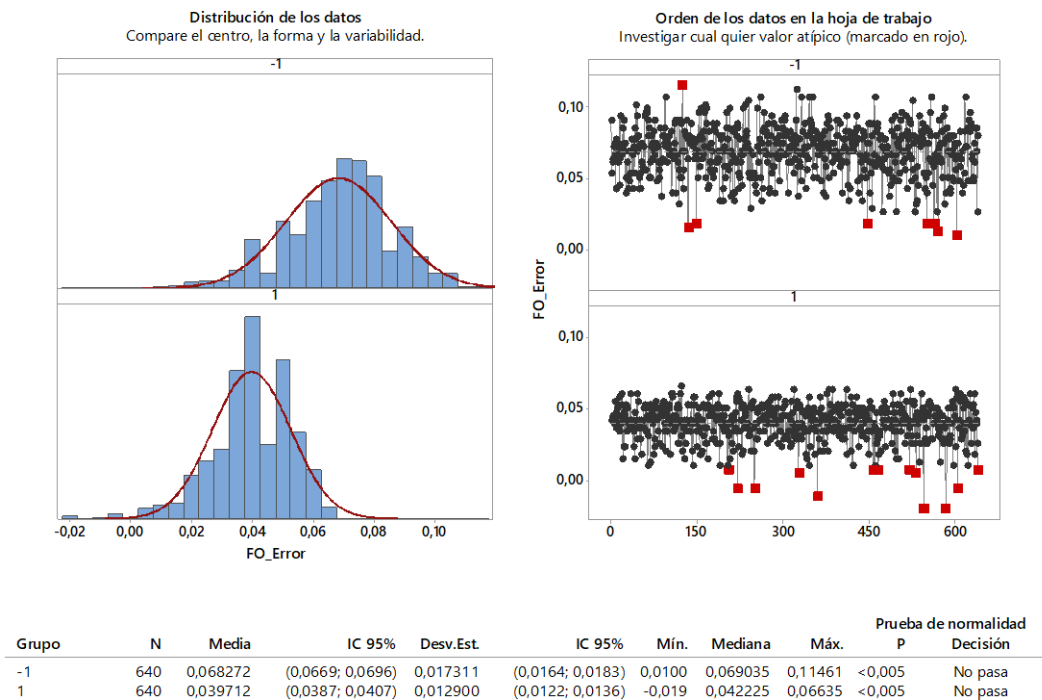 Distribución de los datos
Compare el centro, la forma y la variabilidad.
-1
1
-0,02 0,00 0,02 0,04 0,06 0,08 0,10
FO_Error
Orden de los datos en la hoja de trabajo
Investigar cual quier valor atípico (marcado en rojo).
-1
0,10
0,05
0,00
FO_Error
1
0,10
0,05
0,00
0 150 300 450 600
Prueba de normalidad
Grupo N Media IC 95% Desv.Est. IC 95% Mín. Mediana Máx. P Decisión
-1 640 0,068272 (0,0669; 0,0696) 0,017311 (0,0164; 0,0183) 0,0100 0,069035 0,11461 <0,005 No pasa
1 640 0,039712 (0,0387; 0,0407) 0,012900 (0,0122; 0,0136) -0,019 0,042225 0,06635 <0,005 No pasa